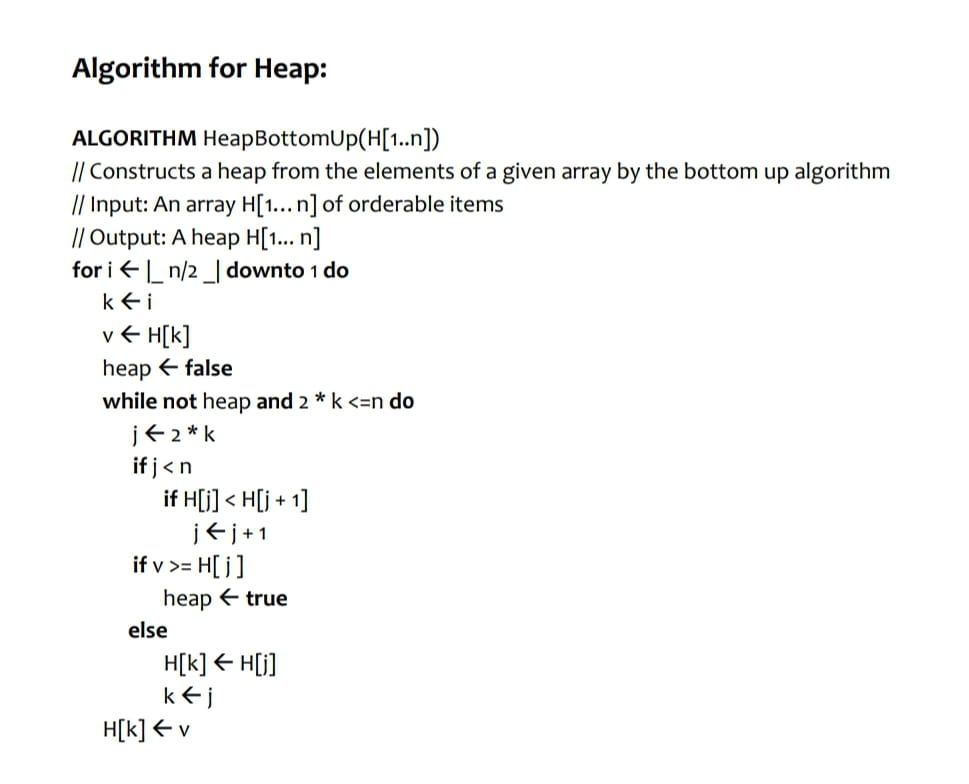 Algorithm for Heap:
ALGORITHM HeapBottomUp(H[1..n])
// Constructs a heap from the elements of a given array by the bottom up algorithm
// Input: An array H[1... n] of orderable items
// Output: A heap H[1... n]
for i ← |_ n/2 _| downto 1 do
k ← i
v ← H[k]
heap ← false
while not heap and 2 * k <=n do
j ← 2 * k
if j < n
if H[j] < H[j + 1]
j ← j + 1
if v >= H[ j ]
heap ← true
else
H[k] ← H[j]
k ← j
H[k] ← v